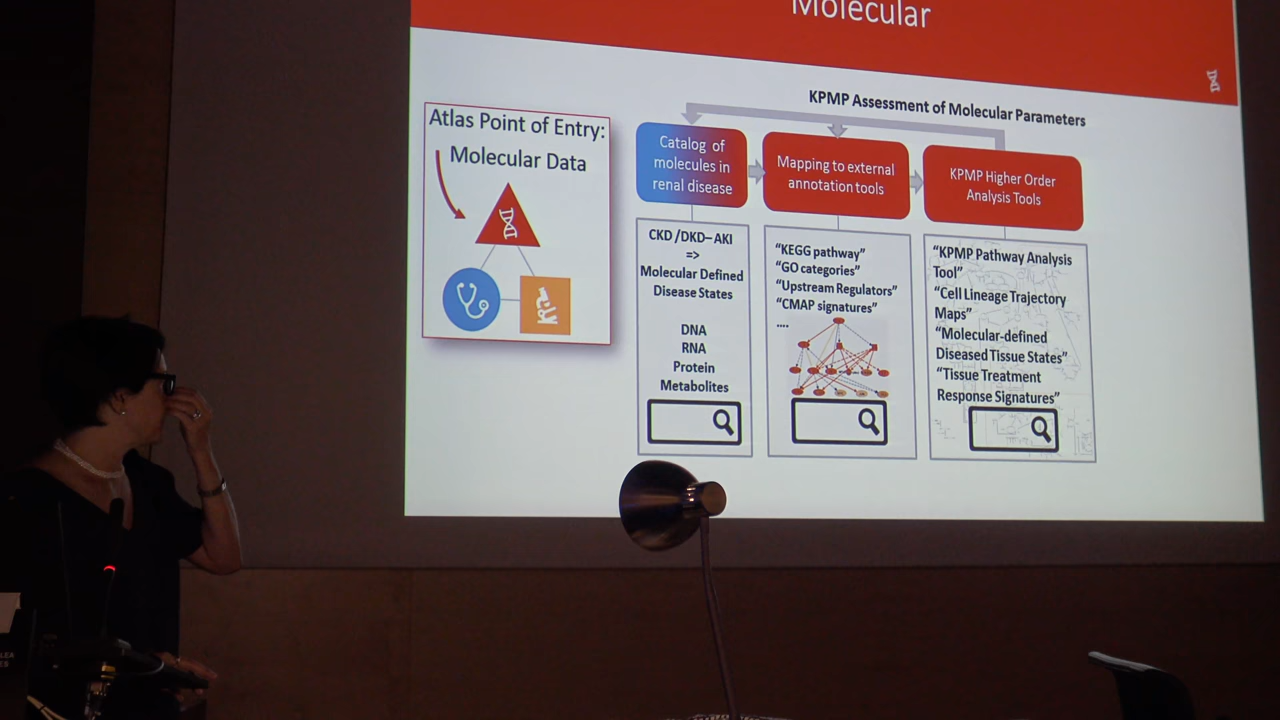 Molecular
KPMP Assessment of Molecular Parameters
Atlas Point of Entry:
Molecular Data
Catalog of
molecules in
renal disease
Mapping to external
annotation tools
KPMP Higher Order
Analysis Tools
CKD/DKD–AKI
=>
Molecular Defined
Disease States
DNA
RNA
Protein
Metabolites
“KEGG pathway”
“GO categories”
“Upstream Regulators”
“CMAP signatures”
....
“KPMP Pathway Analysis
Tool”
“Cell Lineage Trajectory
Maps”
“Molecular-defined
Diseased Tissue States”
“Tissue Treatment
Response Signatures”